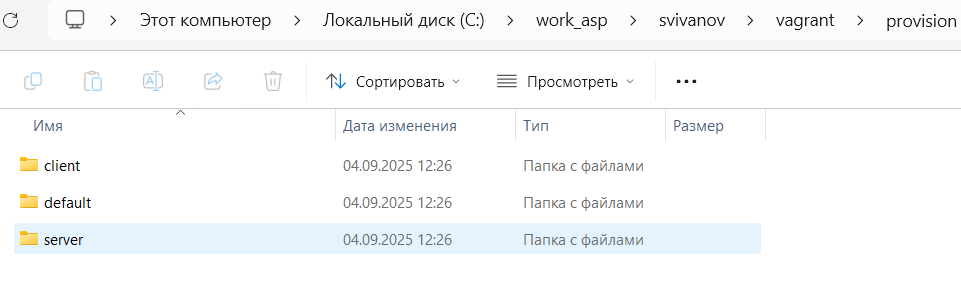 Этот компьютер > Локальный диск (C:) > work_asp > svivanov > vagrant > provision
Сортировать Просмотреть
Имя Дата изменения Тип Размер
client 04.09.2025 12:26 Папка с файлами
default 04.09.2025 12:26 Папка с файлами
server 04.09.2025 12:26 Папка с файлами